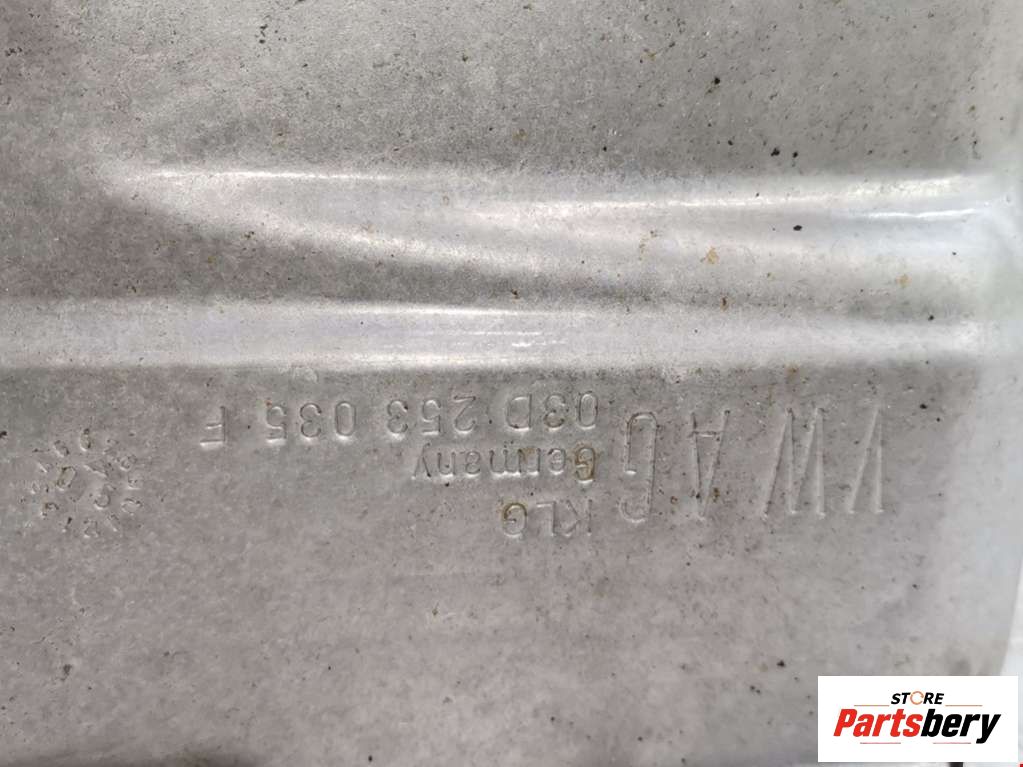 VW AG
03D 253 035 F
Germany
KLG
STORE
Partsbery